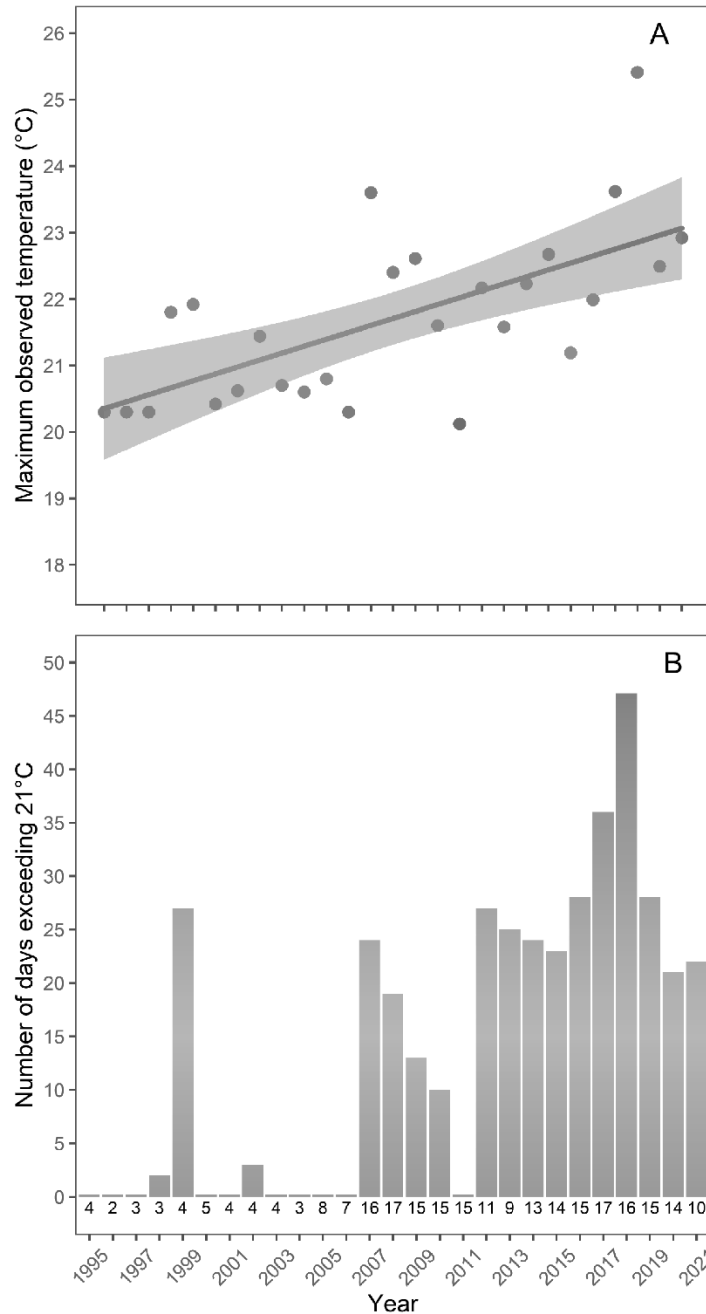 A
Maximum observed temperature (°C)
26
25
24
23
22
21
20
19
18
B
Number of days exceeding 21°C
50
45
40
35
30
25
20
15
10
5
0
4 2 3 3 4 5 4 4 4 3 8 7 16 17 15 15 15 11 9 13 14 15 17 16 15 14 10
1995 1997 1999 2001 2003 2005 2007 2009 2011 2013 2015 2017 2019 2021
Year